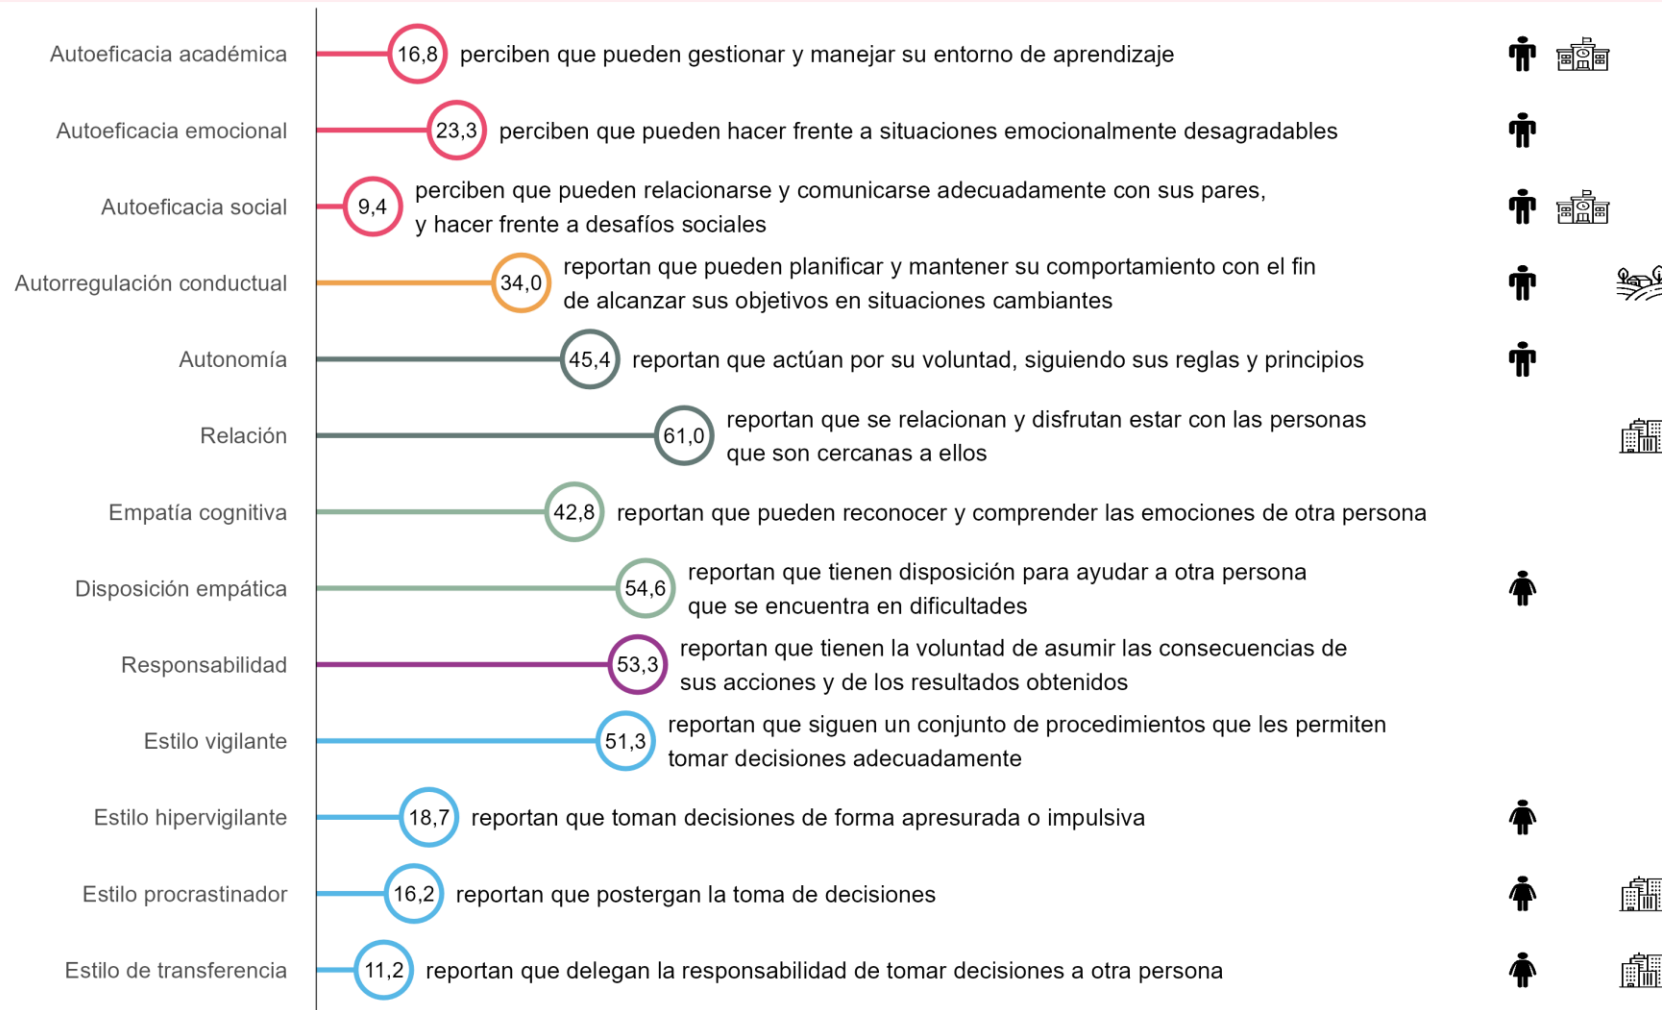 Autoeficacia académica 16,8 perciben que pueden gestionar y manejar su entorno de aprendizaje
Autoeficacia emocional 23,3 perciben que pueden hacer frente a situaciones emocionalmente desagradables
Autoeficacia social 9,4 perciben que pueden relacionarse y comunicarse adecuadamente con sus pares,
y hacer frente a desafíos sociales
Autorregulación conductual 34,0 reportan que pueden planificar y mantener su comportamiento con el fin
de alcanzar sus objetivos en situaciones cambiantes
Autonomía 45,4 reportan que actúan por su voluntad, siguiendo sus reglas y principios
Relación 61,0 reportan que se relacionan y disfrutan estar con las personas
que son cercanas a ellos
Empatía cognitiva 42,8 reportan que pueden reconocer y comprender las emociones de otra persona
Disposición empática 54,6 reportan que tienen disposición para ayudar a otra persona
que se encuentra en dificultades
Responsabilidad 53,3 reportan que tienen la voluntad de asumir las consecuencias de
sus acciones y de los resultados obtenidos
Estilo vigilante 51,3 reportan que siguen un conjunto de procedimientos que les permiten
tomar decisiones adecuadamente
Estilo hipervigilante 18,7 reportan que toman decisiones de forma apresurada o impulsiva
Estilo procrastinador 16,2 reportan que postergan la toma de decisiones
Estilo de transferencia 11,2 reportan que delegan la responsabilidad de tomar decisiones a otra persona